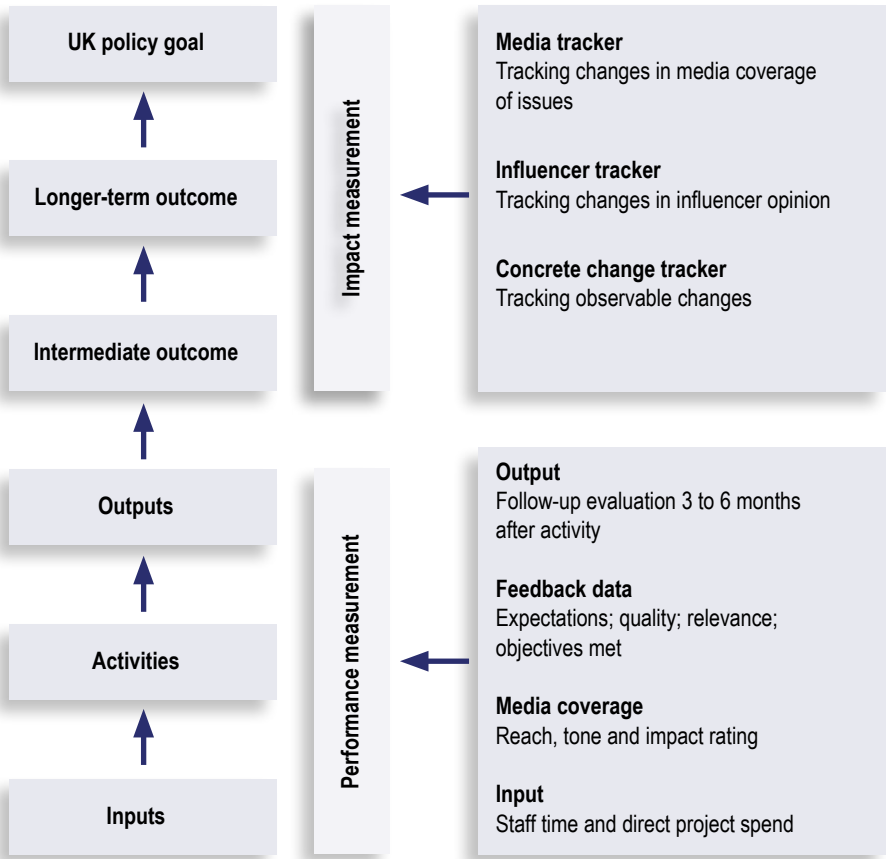 UK policy goal
Longer-term outcome
Intermediate outcome
Outputs
Activities
Inputs
Impact measurement
Performance measurement
Media tracker
Tracking changes in media coverage
of issues
Influencer tracker
Tracking changes in influencer opinion
Concrete change tracker
Tracking observable changes
Output
Follow-up evaluation 3 to 6 months
after activity
Feedback data
Expectations; quality; relevance;
objectives met
Media coverage
Reach, tone and impact rating
Input
Staff time and direct project spend